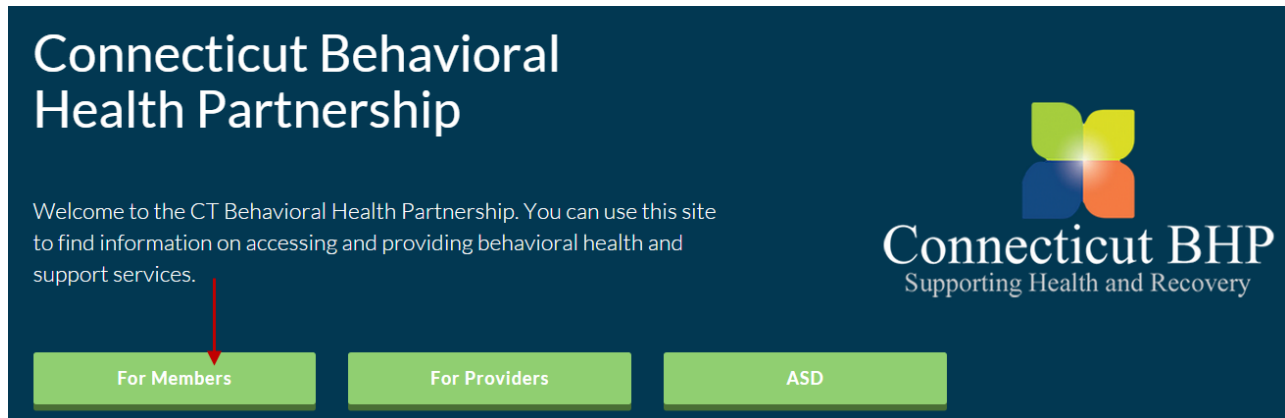 Connecticut Behavioral
Health Partnership
Welcome to the CT Behavioral Health Partnership. You can use this site
to find information on accessing and providing behavioral health and
support services.
Connecticut BHP
Supporting Health and Recovery
For Members
For Providers
ASD